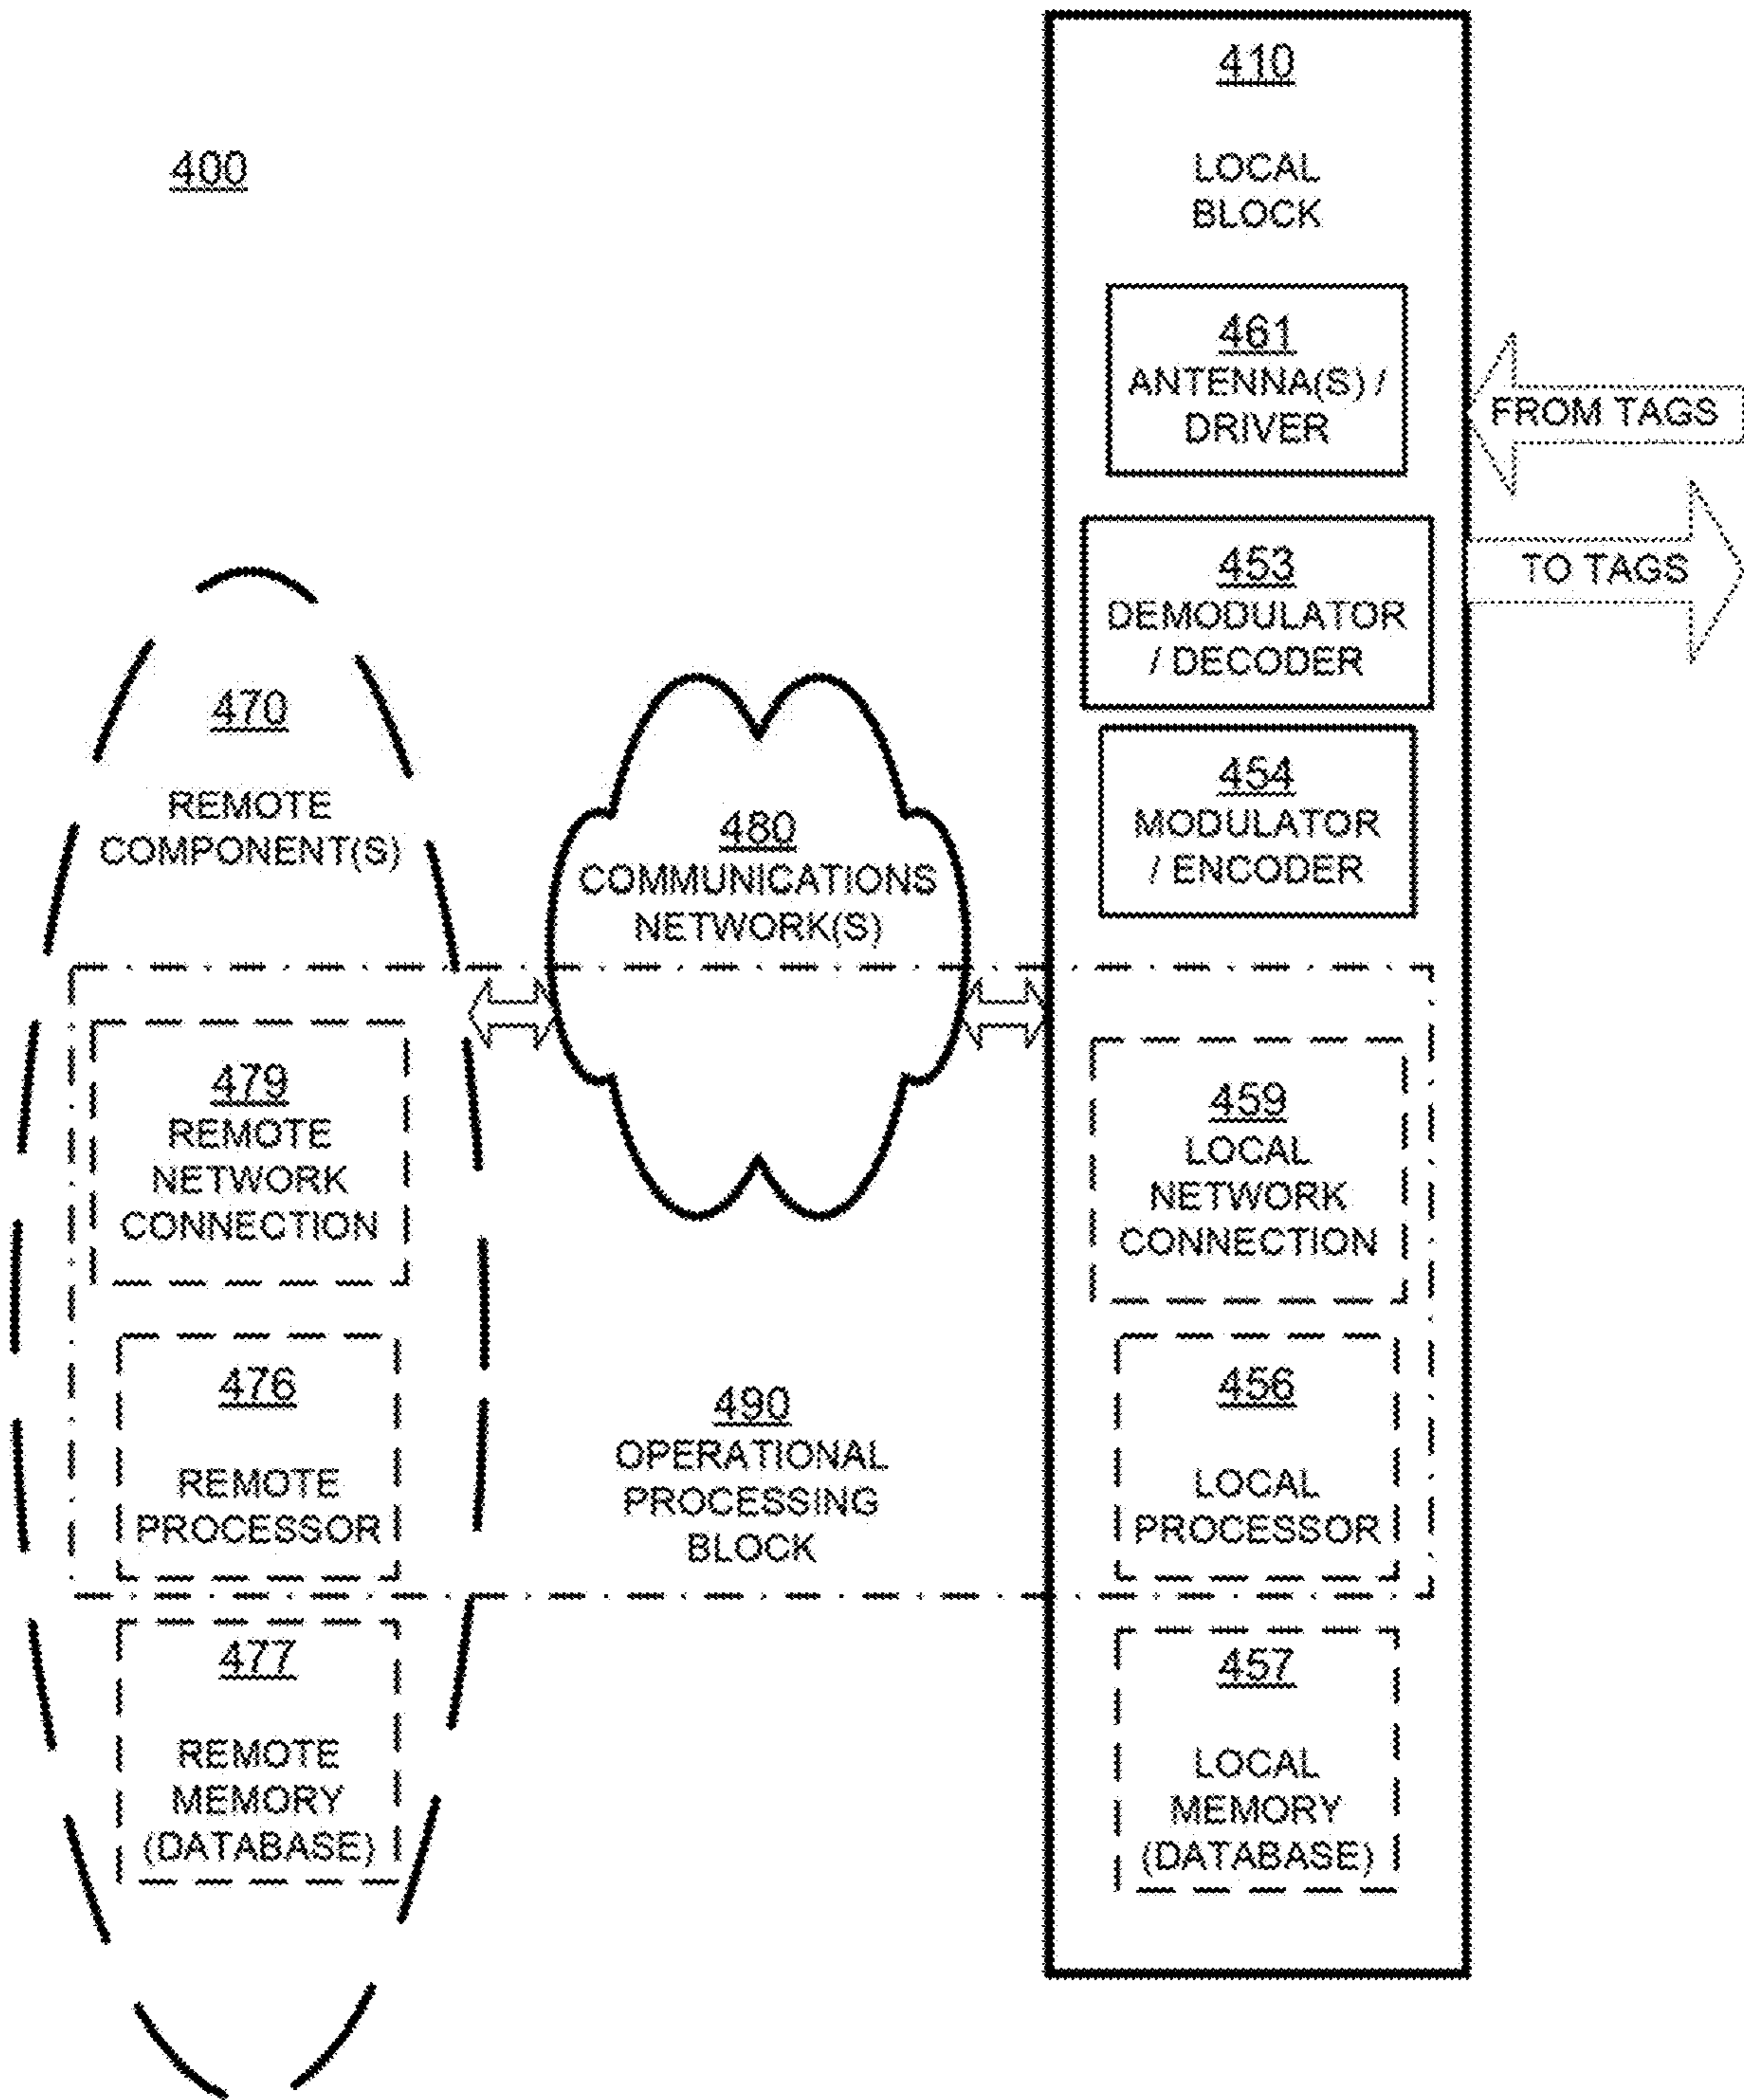 400
410
LOCAL
BLOCK
461
ANTENNA(S) /
DRIVER
FROM TAGS
453
DEMODULATOR
/ DECODER
TO TAGS
454
MODULATOR
/ ENCODER
470
REMOTE
COMPONENT(S)
480
COMMUNICATIONS
NETWORK(S)
479
REMOTE
NETWORK
CONNECTION
459
LOCAL
NETWORK
CONNECTION
476
REMOTE
PROCESSOR
490
OPERATIONAL
PROCESSING
BLOCK
456
LOCAL
PROCESSOR
477
REMOTE
MEMORY
(DATABASE)
457
LOCAL
MEMORY
(DATABASE)